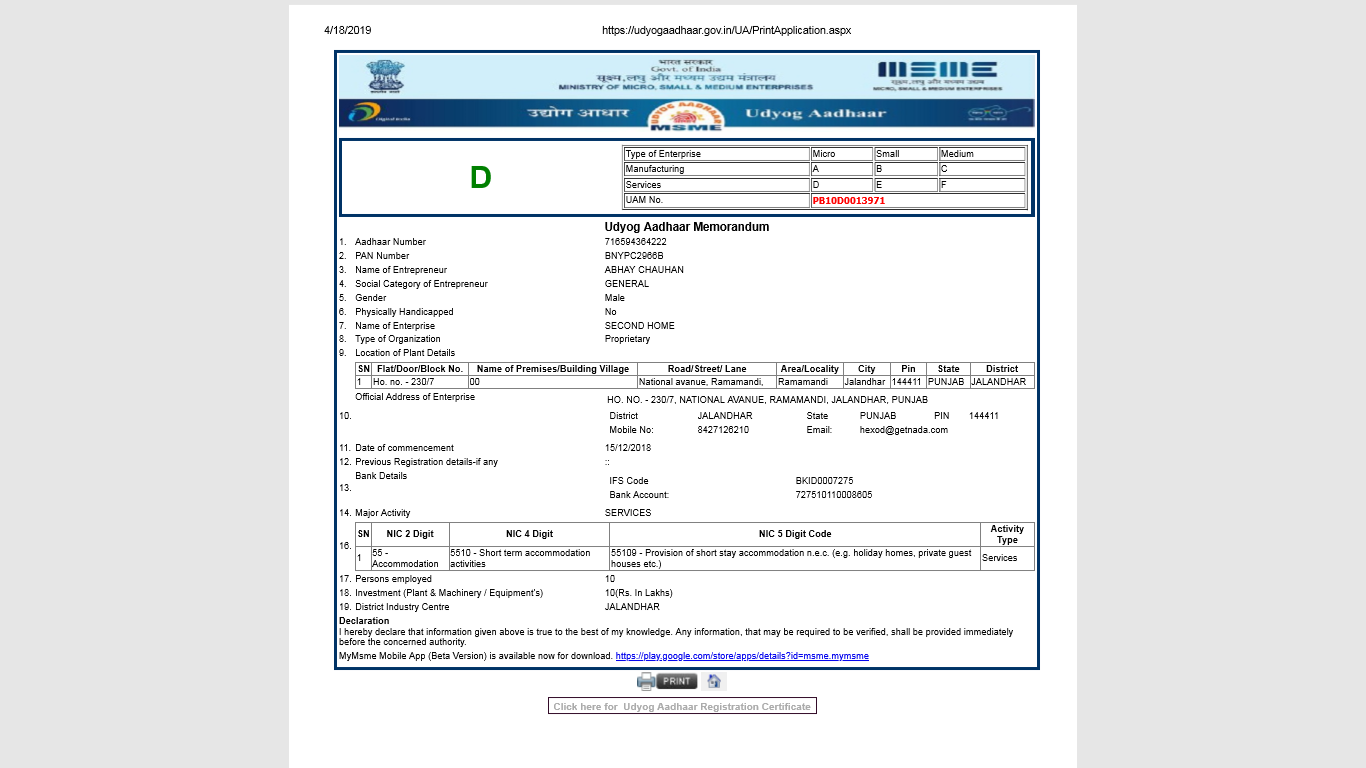 4/18/2019 https://udyogaadhaar.gov.in/UA/PrintApplication.aspx
भारत सरकार
Govt. of India
सूक्ष्म,लघु और मध्यम उद्यम मंत्रालय
MINISTRY OF MICRO, SMALL & MEDIUM ENTERPRISES
MSME
सूक्ष्म, लघु और मध्यम उद्यम
MICRO, SMALL & MEDIUM ENTERPRISES
Digital India
उद्योग आधार
UDYOG AADHAAR
MSME
Udyog Aadhaar
D
Type of Enterprise Micro Small Medium
Manufacturing A B C
Services D E F
UAM No. PB10D0013971
Udyog Aadhaar Memorandum
1. Aadhaar Number 716594364222
2. PAN Number BNYPC2966B
3. Name of Entrepreneur ABHAY CHAUHAN
4. Social Category of Entrepreneur GENERAL
5. Gender Male
6. Physically Handicapped No
7. Name of Enterprise SECOND HOME
8. Type of Organization Proprietary
9. Location of Plant Details
SN Flat/Door/Block No. Name of Premises/Building Village Road/Street/ Lane Area/Locality City Pin State District
1 Ho. no. - 230/7 00 National avanue, Ramamandi, Ramamandi Jalandhar 144411 PUNJAB JALANDHAR
Official Address of Enterprise HO. NO. - 230/7, NATIONAL AVANUE, RAMAMANDI, JALANDHAR, PUNJAB
10. District JALANDHAR State PUNJAB PIN 144411
Mobile No: 8427126210 Email: hexod@getnada.com
11. Date of commencement 15/12/2018
12. Previous Registration details-if any ::
Bank Details
13. IFS Code BKID0007275
Bank Account: 727510110008605
14. Major Activity SERVICES
16. SN NIC 2 Digit NIC 4 Digit NIC 5 Digit Code Activity Type
1 55 - Accommodation 5510 - Short term accommodation activities 55109 - Provision of short stay accommodation n.e.c. (e.g. holiday homes, private guest houses etc.) Services
17. Persons employed 10
18. Investment (Plant & Machinery / Equipment's) 10(Rs. In Lakhs)
19. District Industry Centre JALANDHAR
Declaration
I hereby declare that information given above is true to the best of my knowledge. Any information, that may be required to be verified, shall be provided immediately
before the concerned authority.
MyMsme Mobile App (Beta Version) is available now for download. https://play.google.com/store/apps/details?id=msme.mymsme
PRINT
Click here for Udyog Aadhaar Registration Certificate